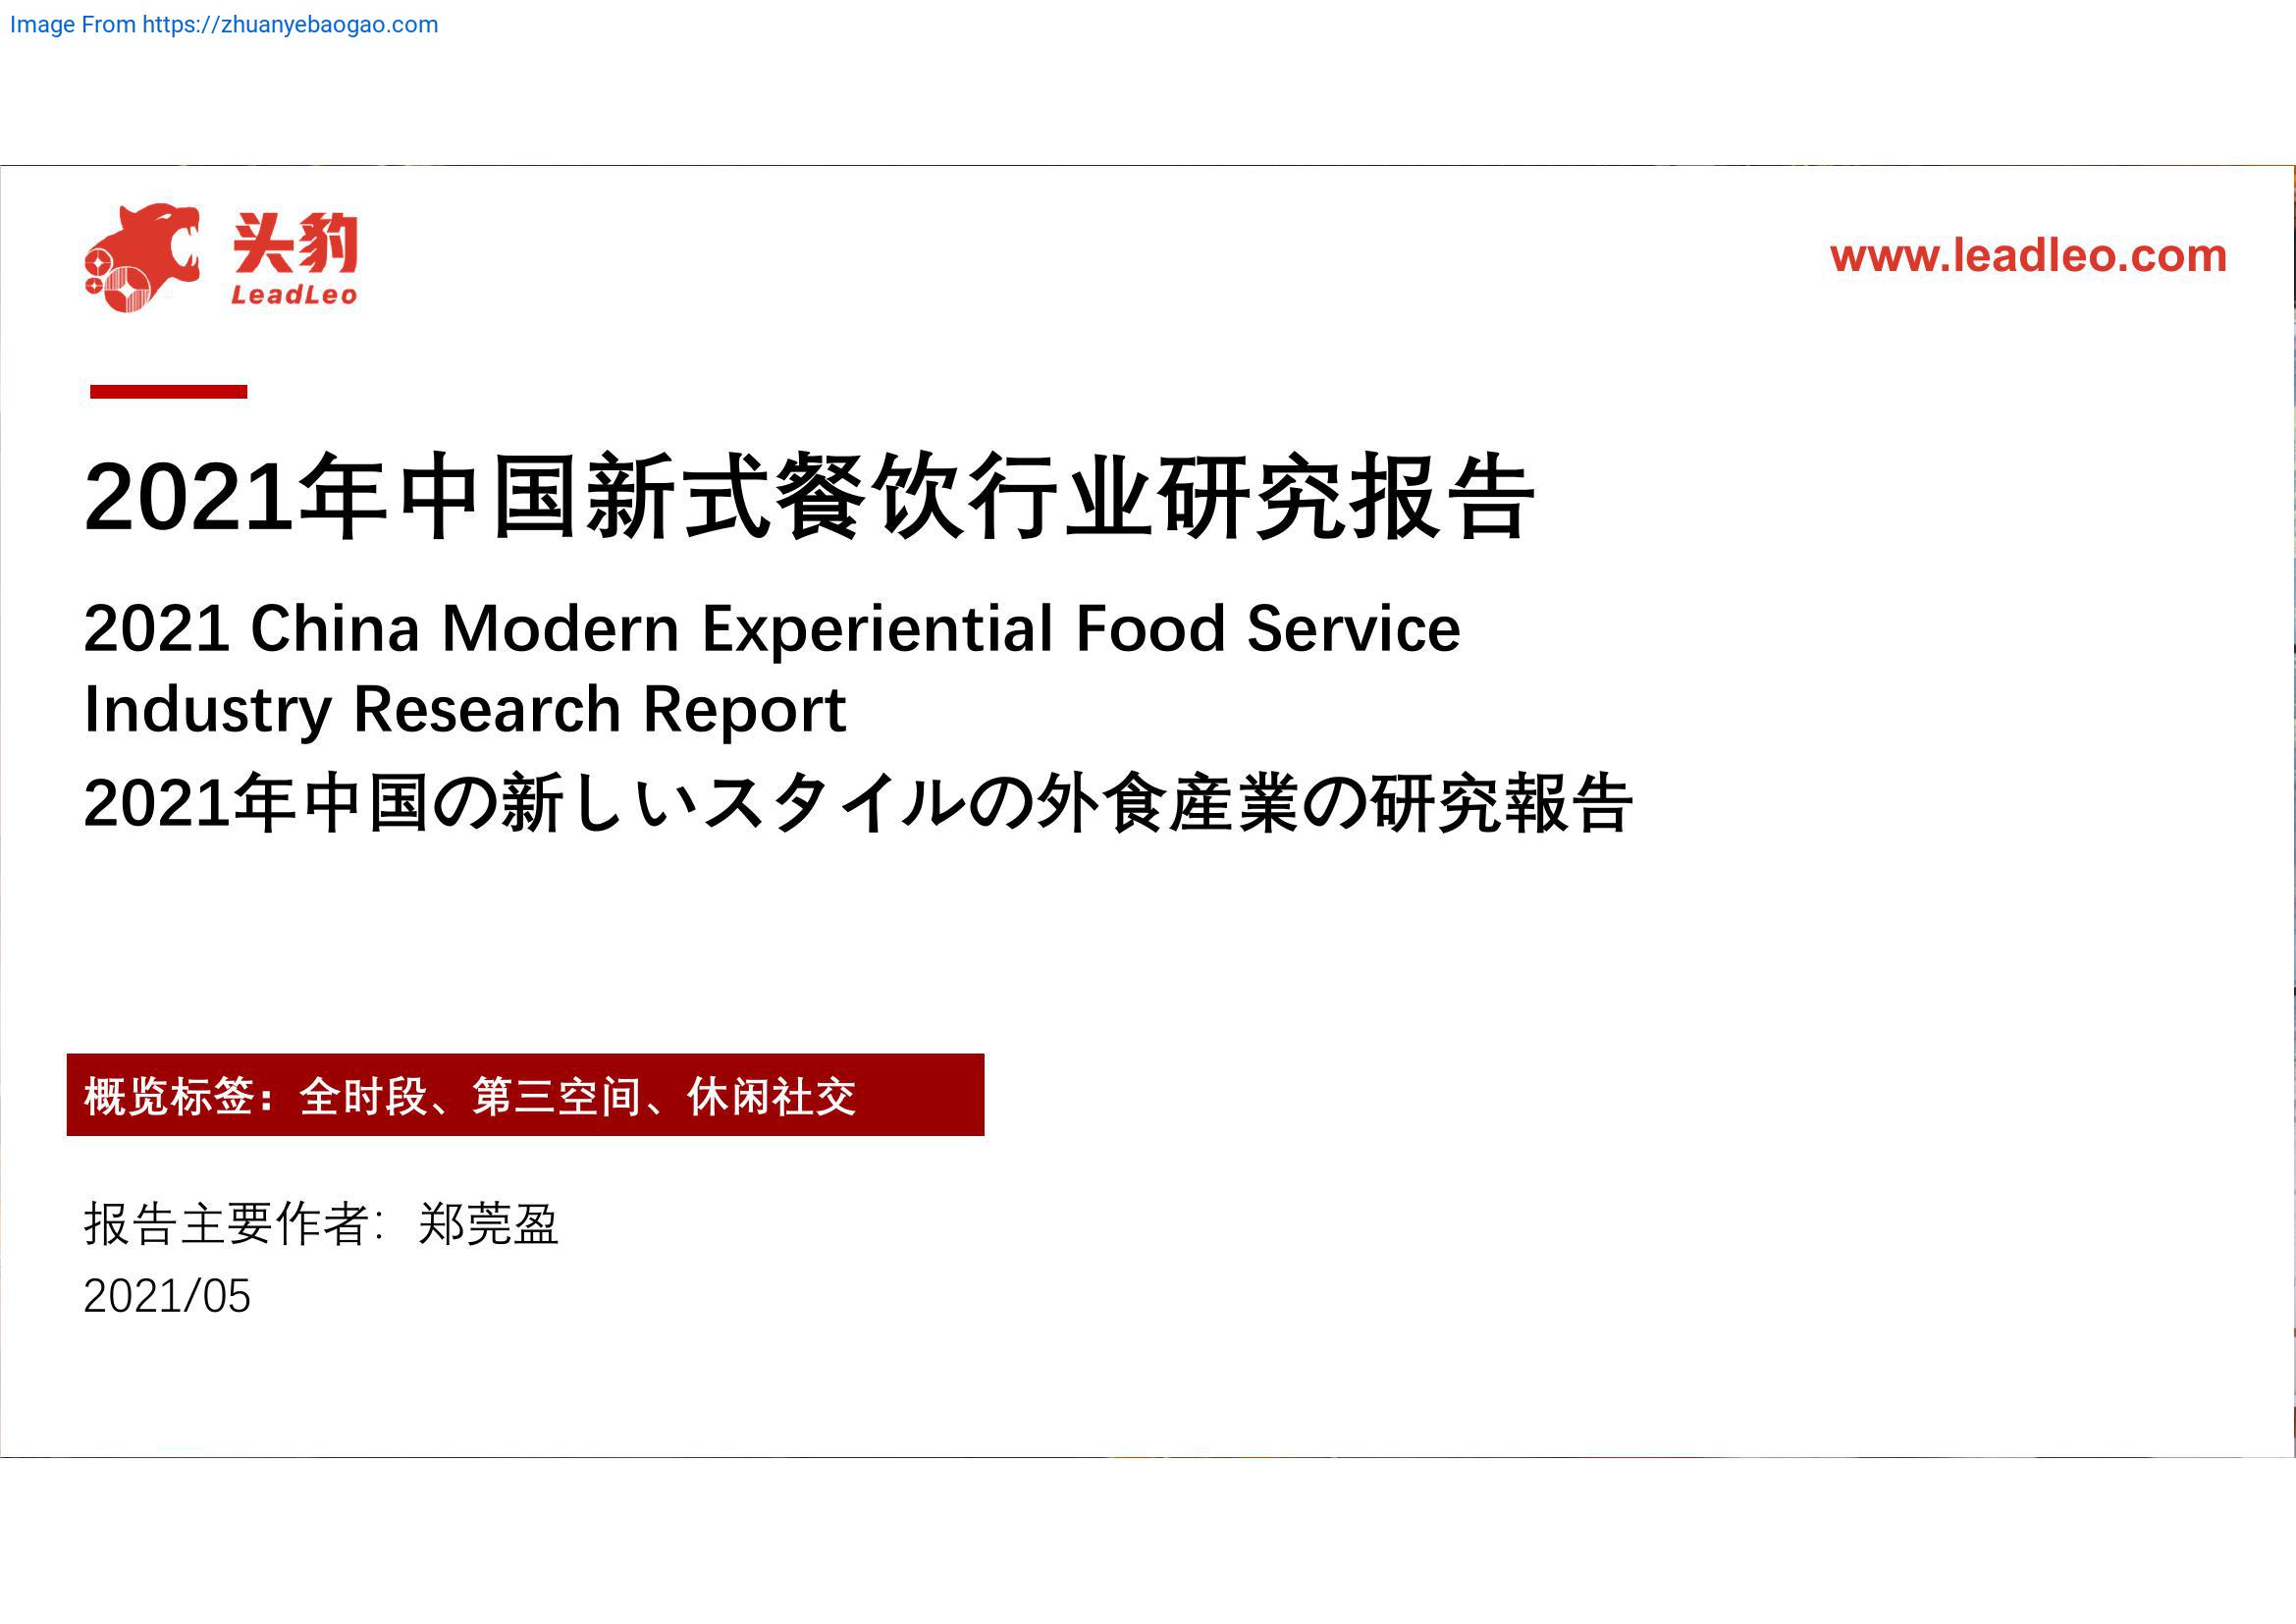 Image From https://zhuanyebaogao.com
头豹
LeadLeo
www.leadleo.com
2021年中国新式餐饮行业研究报告
2021 China Modern Experiential Food Service
Industry Research Report
2021年中国の新しいスタイルの外食産業の研究報告
概览标签：全时段、第三空间、休闲社交
报告主要作者：郑莞盈
2021/05